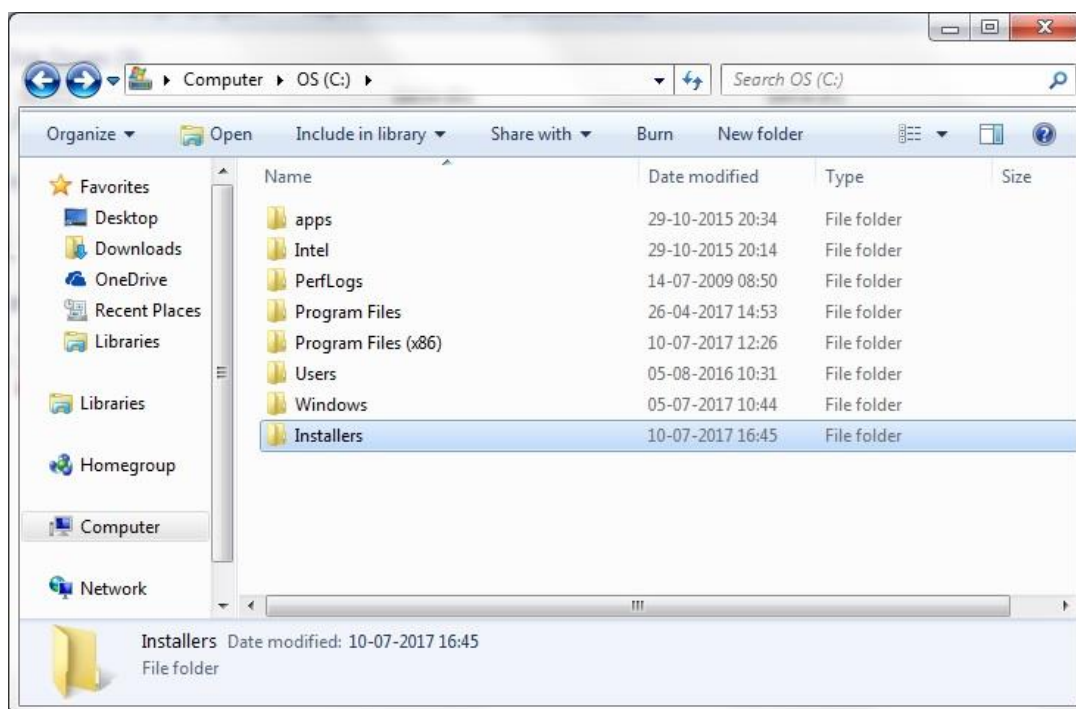 Computer OS (C:) Search OS (C:)
Organize Open Include in library Share with Burn New folder
Name Date modified Type Size
Favorites
Desktop
Downloads
OneDrive
Recent Places
Libraries
Libraries
Homegroup
Computer
Network
apps 29-10-2015 20:34 File folder
Intel 29-10-2015 20:14 File folder
PerfLogs 14-07-2009 08:50 File folder
Program Files 26-04-2017 14:53 File folder
Program Files (x86) 10-07-2017 12:26 File folder
Users 05-08-2016 10:31 File folder
Windows 05-07-2017 10:44 File folder
Installers 10-07-2017 16:45 File folder
Installers Date modified: 10-07-2017 16:45
File folder